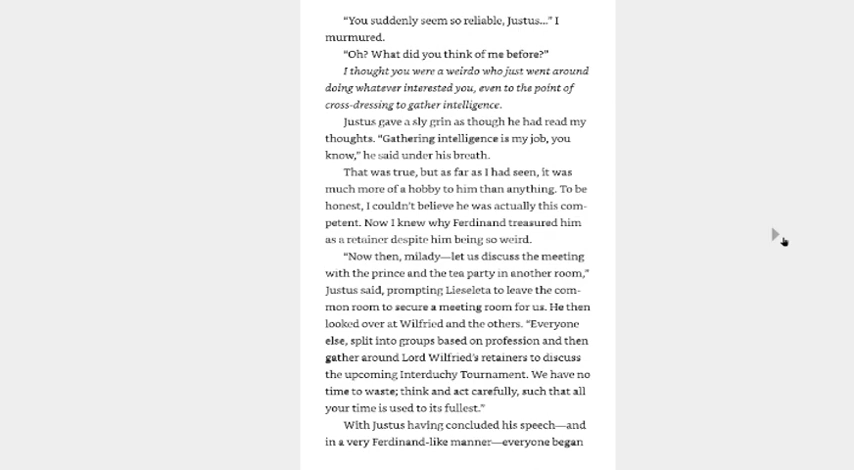 “You suddenly seem so reliable, Justus...” I
murmured.
“Oh? What did you think of me before?”
I thought you were a weirdo who just went around
doing whatever interested you, even to the point of
cross-dressing to gather intelligence.
Justus gave a sly grin as though he had read my
thoughts. “Gathering intelligence is my job, you
know,” he said under his breath.
That was true, but as far as I had seen, it was
much more of a hobby to him than anything. To be
honest, I couldn’t believe he was actually this com-
petent. Now I knew why Ferdinand treasured him
as a retainer despite him being so weird.
“Now then, milady—let us discuss the meeting
with the prince and the tea party in another room,”
Justus said, prompting Lieseleta to leave the com-
mon room to secure a meeting room for us. He then
looked over at Wilfried and the others. “Everyone
else, split into groups based on profession and then
gather around Lord Wilfried’s retainers to discuss
the upcoming Interduchy Tournament. We have no
time to waste; think and act carefully, such that all
your time is used to its fullest.”
With Justus having concluded his speech—and
in a very Ferdinand-like manner—everyone began